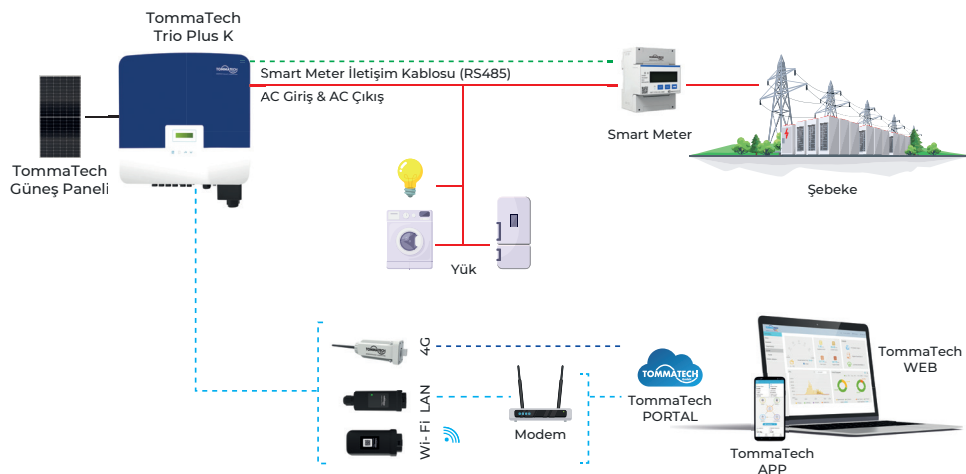 TommaTech
Trio Plus K
Smart Meter İletişim Kablosu (RS485)
AC Giriş & AC Çıkış
Smart Meter
TommaTech
Güneş Paneli
Şebeke
Yük
4G
LAN
Wi-Fi
Modem
TOMMATECH
TommaTech
PORTAL
TommaTech
WEB
TommaTech
APP